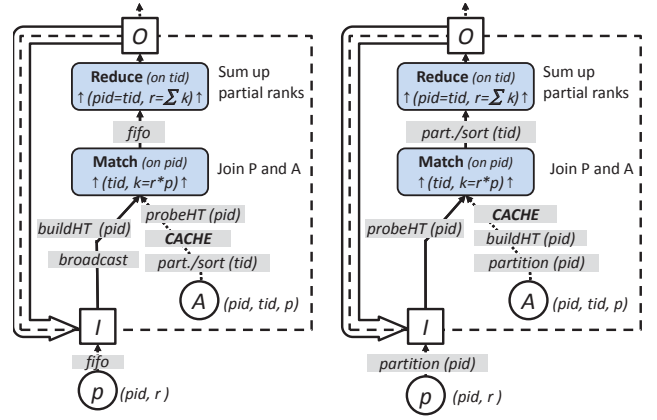 O
Reduce (on tid)
↑(pid=tid, r=∑ k)↑
Sum up
partial ranks
fifo
Match (on pid)
↑(tid, k=r*p)↑
Join P and A
buildHT (pid)
broadcast
probeHT (pid)
CACHE
part./sort (tid)
A
(pid, tid, p)
I
fifo
p
(pid, r )
O
Reduce (on tid)
↑(pid=tid, r=∑ k)↑
Sum up
partial ranks
part./sort (tid)
Match (on pid)
↑(tid, k=r*p)↑
Join P and A
probeHT (pid)
CACHE
buildHT (pid)
partition (pid)
A
(pid, tid, p)
I
partition (pid)
p
(pid, r )